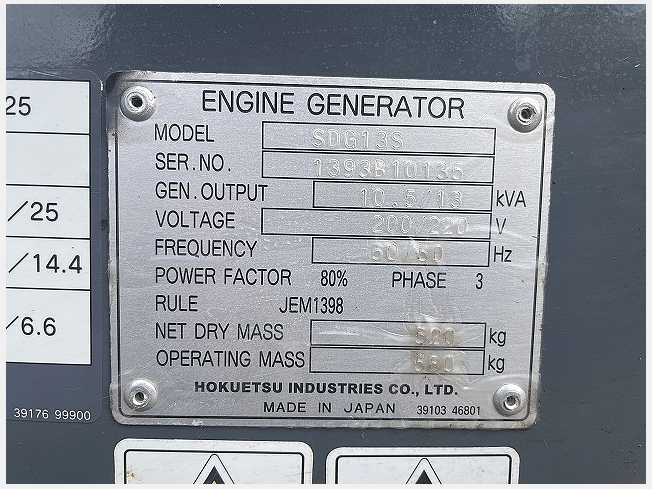 25
/25
/14.4
/6.6
39176 99900
ENGINE GENERATOR
MODEL SDG13S
SER.NO. 1393B10135
GEN. OUTPUT 10.5/13 kVA
VOLTAGE 200/220 V
FREQUENCY 50/60 Hz
POWER FACTOR 80% PHASE 3
RULE JEM1398
NET DRY MASS 520 kg
OPERATING MASS 580 kg
HOKUETSU INDUSTRIES CO., LTD.
MADE IN JAPAN 39103 46801